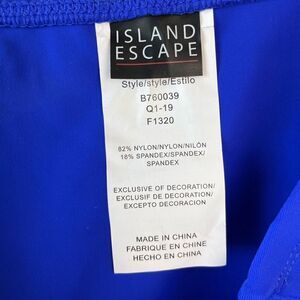 ISLAND
ESCAPE
Style/style/Estilo
B760039
Q1-19
F1320
82% NYLON/NYLON/NILÓN
18% SPANDEX/SPANDEX/
SPANDEX
EXCLUSIVE OF DECORATION/
EXCLUSIF DE DECORATION/
EXCEPTO DECORACION
MADE IN CHINA
FABRIQUE EN CHINE
HECHO EN CHINA